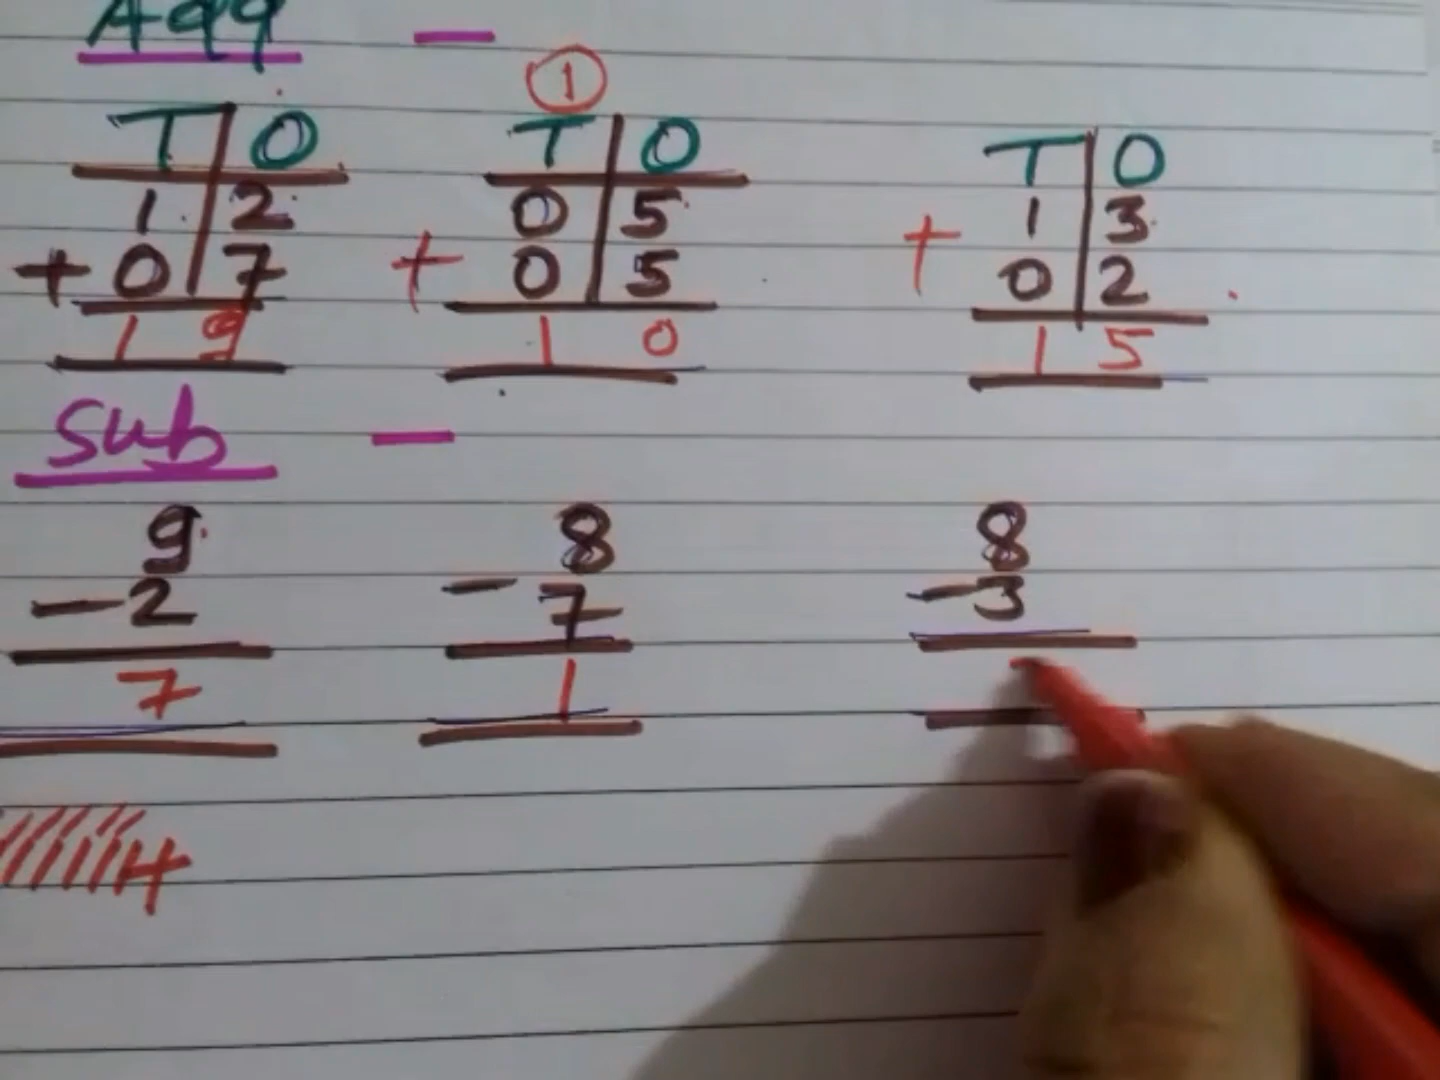 Add —
①
T O T O T O
1 2 0 5 1 3
+ 0 7 + 0 5 + 0 2
1 9 1 0 1 5
Sub —
9 8 8
- 2 - 7 - 3
7 1